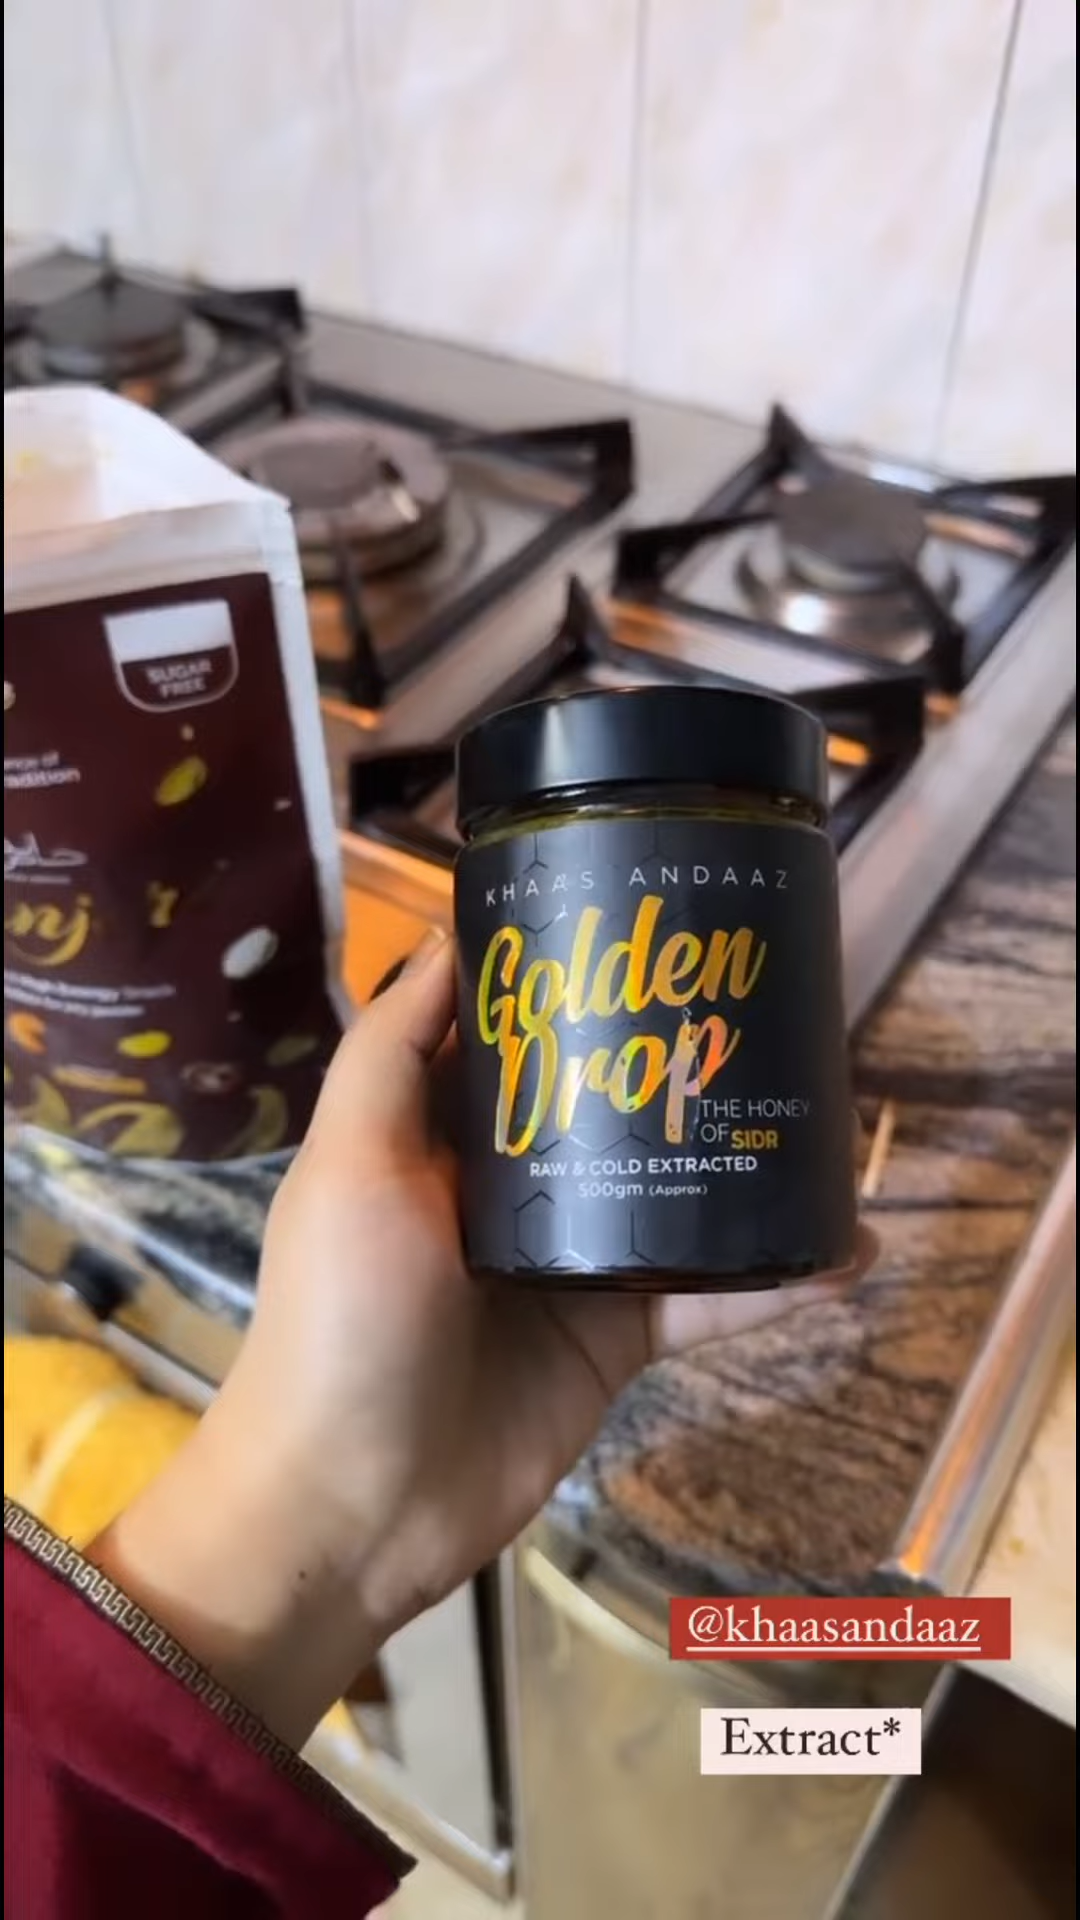 SUGAR
FREE
KHAAS ANDAAZ
Golden
Drop
THE HONEY
OF SIDR
RAW & COLD EXTRACTED
500gm (Approx)
@khaasandaaz
Extract*